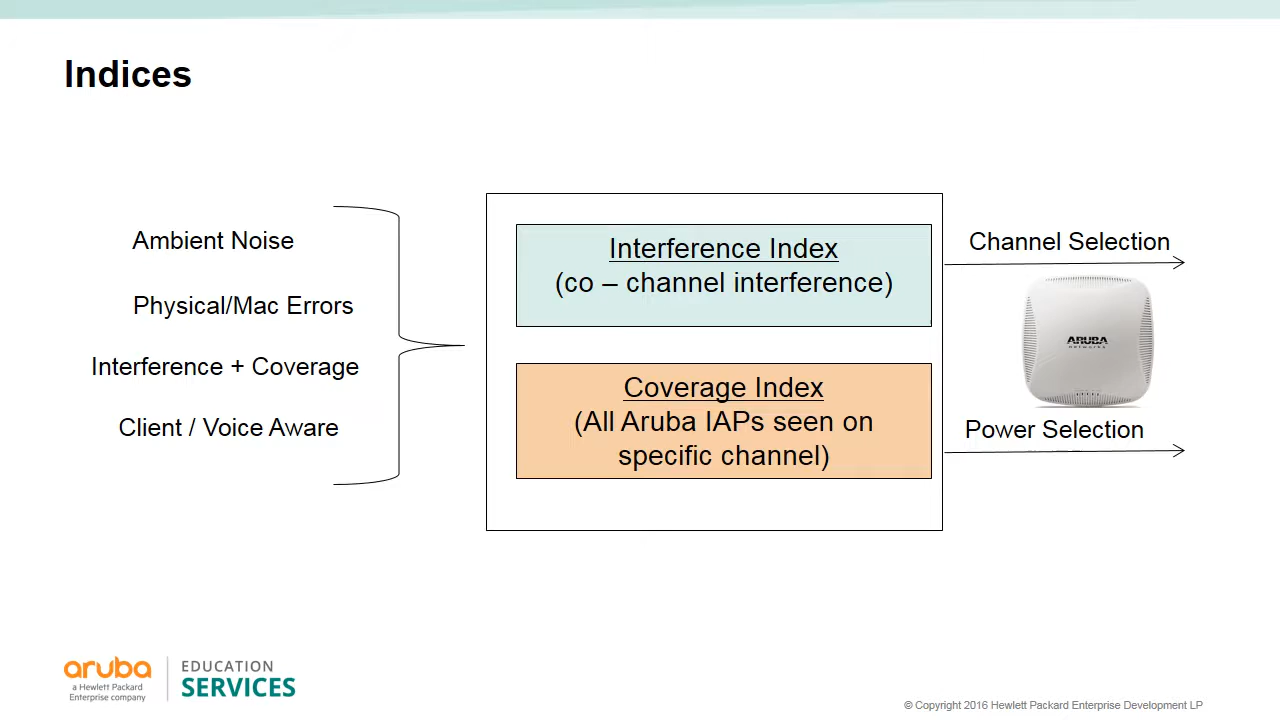 Indices
Ambient Noise
Physical/Mac Errors
Interference + Coverage
Client / Voice Aware
Interference Index
(co – channel interference)
Coverage Index
(All Aruba IAPs seen on
specific channel)
Channel Selection
ARUBA
NETWORKS
Power Selection
aruba
a Hewlett Packard
Enterprise company
EDUCATION
SERVICES
© Copyright 2016 Hewlett Packard Enterprise Development LP